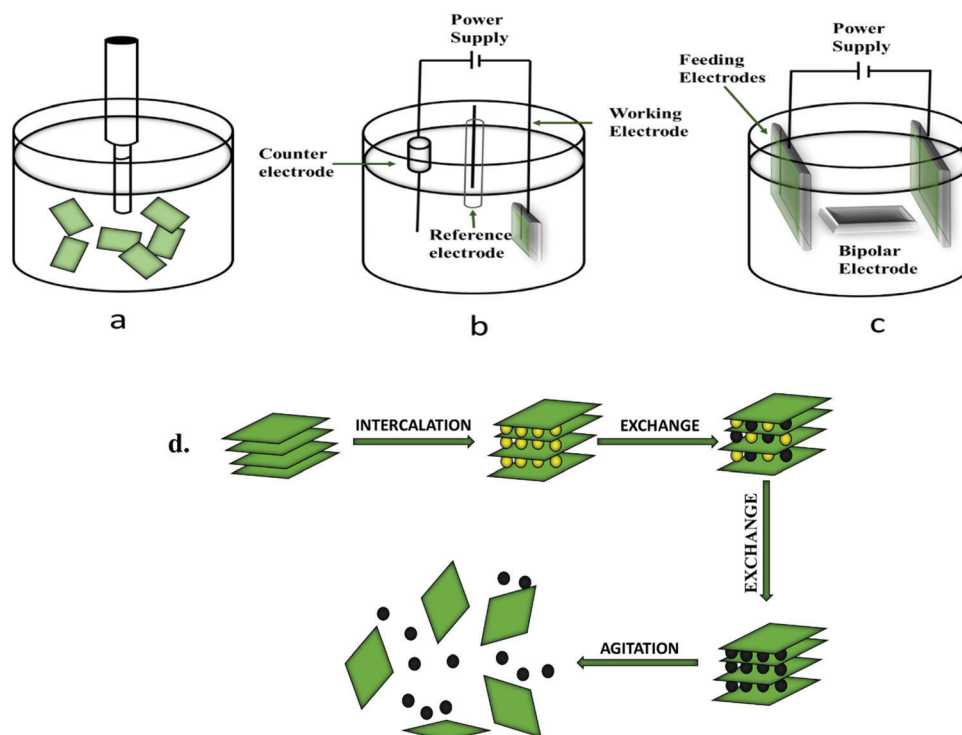 a
Power
Supply
Counter
electrode
Working
Electrode
Reference
electrode
b
Power
Supply
Feeding
Electrodes
Bipolar
Electrode
c
d.
INTERCALATION
EXCHANGE
EXCHANGE
AGITATION